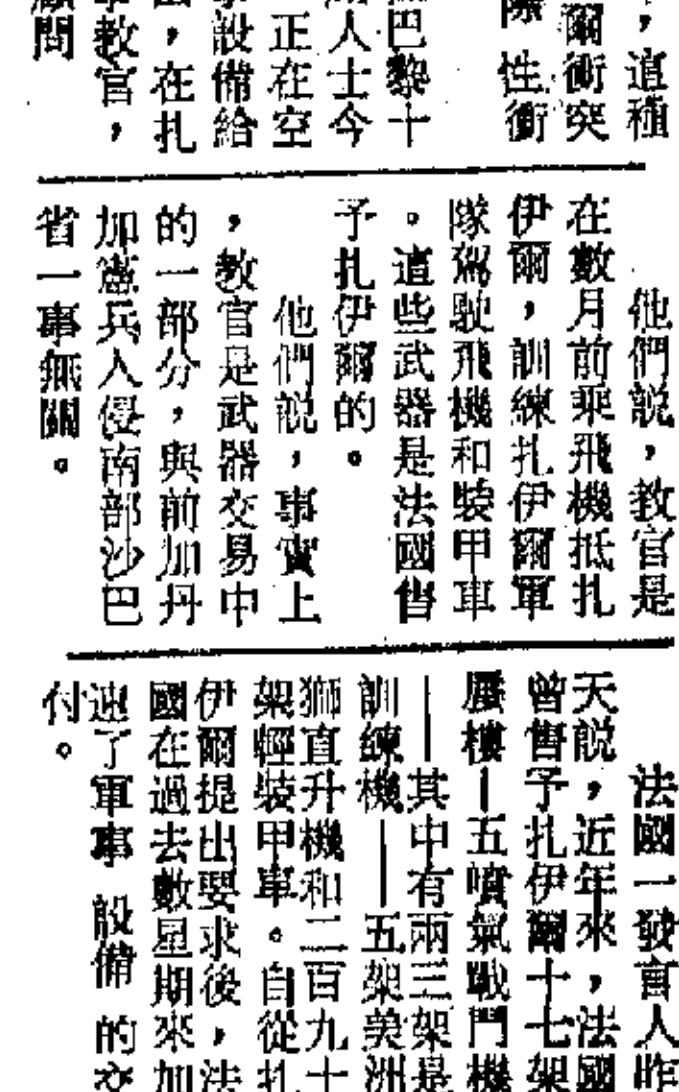 ，這種
爾衝突
際性衝
巴黎十
人士今
正在空
設備給
，在扎
教官，
顧問
他們說，教官是
在數月前乘飛機抵扎
伊爾，訓練扎伊爾軍
隊駕駛飛機和裝甲車
。這些武器是法國售
予扎伊爾的。
他們說，事實上
，教官是武器交易中
的一部分，與前加丹
加憲兵入侵南部沙巴
省一事無關。
法國一發言人昨
天說，近年來，法國
曾售予扎伊爾十七架
蜃樓—五噴氣戰鬥機
——其中有兩三架是
訓練機——五架美洲
獅直升機和二百九十
架輕裝甲車。自從扎
伊爾提出要求後，法
國在過去數星期來加
速了軍事設備的交
付。